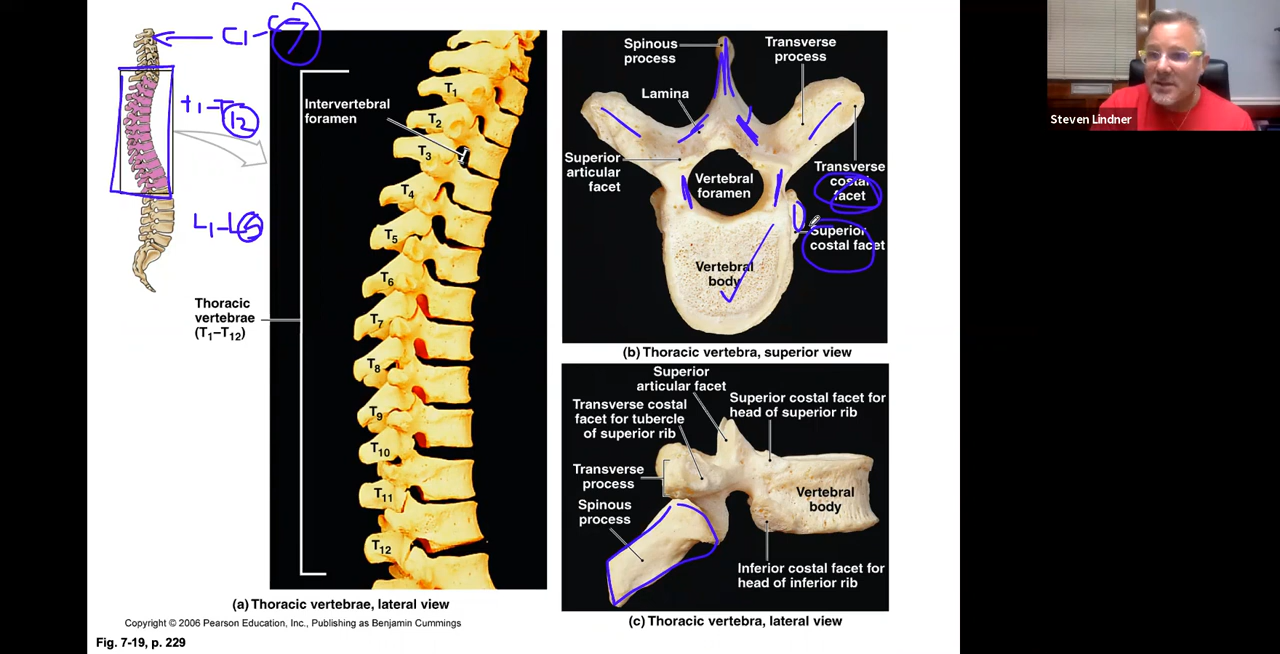 C1-C7
t1-T12
L1-L5
Thoracic
vertebrae
(T1–T12)
Intervertebral
foramen
T1
T2
T3
T4
T5
T6
T7
T8
T9
T10
T11
T12
(a) Thoracic vertebrae, lateral view
Copyright © 2006 Pearson Education, Inc., Publishing as Benjamin Cummings
Fig. 7-19, p. 229
Spinous
process
Transverse
process
Lamina
Superior
articular
facet
Vertebral
foramen
Transverse
costal
facet
Superior
costal facet
Vertebral
body
(b) Thoracic vertebra, superior view
Superior
articular facet
Superior costal facet for
head of superior rib
Transverse costal
facet for tubercle
of superior rib
Transverse
process
Spinous
process
Vertebral
body
Inferior costal facet for
head of inferior rib
(c) Thoracic vertebra, lateral view
Steven Lindner